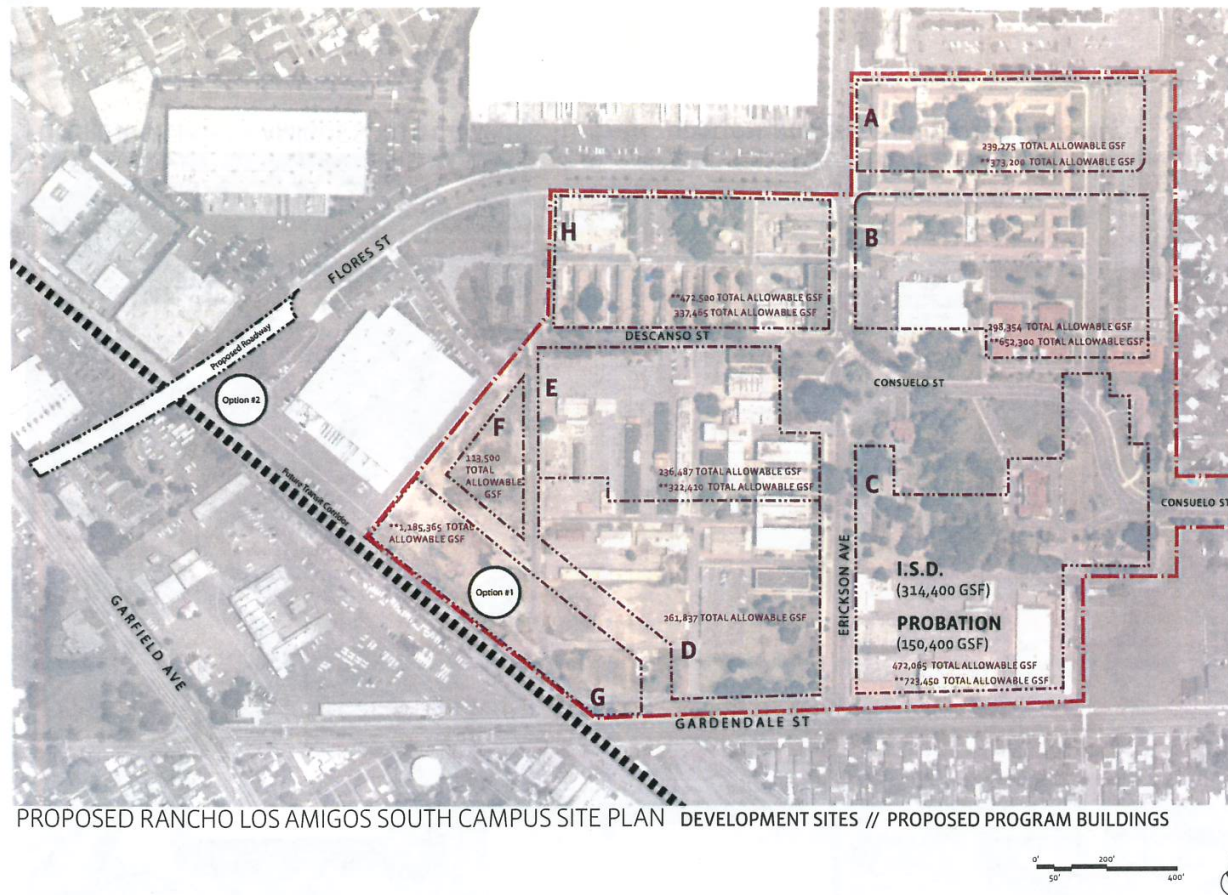 A
239,275 TOTAL ALLOWABLE GSF
**373,200 TOTAL ALLOWABLE GSF
H
B
FLORES ST
**472,500 TOTAL ALLOWABLE GSF
337,465 TOTAL ALLOWABLE GSF
298,354 TOTAL ALLOWABLE GSF
**652,300 TOTAL ALLOWABLE GSF
DESCANSO ST
Proposed Roadway
CONSUELO ST
E
Option #2
F
113,500
TOTAL
ALLOWABLE
GSF
236,487 TOTAL ALLOWABLE GSF
**322,410 TOTAL ALLOWABLE GSF
C
CONSUELO ST
Future Transit Corridor
**1,185,365 TOTAL
ALLOWABLE GSF
ERICKSON AVE
I.S.D.
(314,400 GSF)
Option #1
PROBATION
(150,400 GSF)
261,837 TOTAL ALLOWABLE GSF
GARFIELD AVE
D
472,065 TOTAL ALLOWABLE GSF
**723,450 TOTAL ALLOWABLE GSF
G
GARDENDALE ST
PROPOSED RANCHO LOS AMIGOS SOUTH CAMPUS SITE PLAN DEVELOPMENT SITES // PROPOSED PROGRAM BUILDINGS
0' 200'
50' 400'